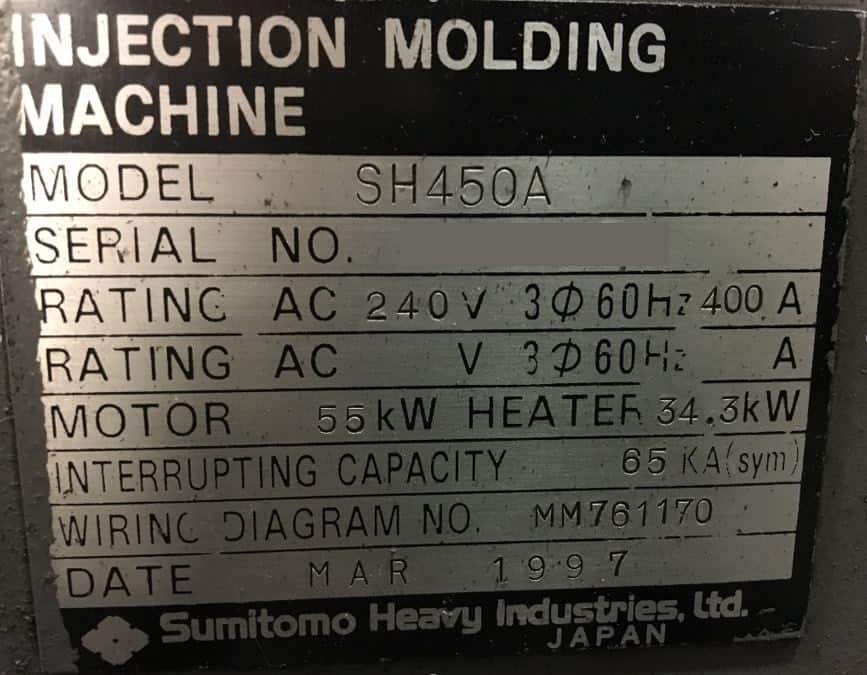 INJECTION MOLDING
MACHINE
MODEL SH450A
SERIAL NO.
RATING AC 240V 3Φ60Hz 400 A
RATING AC V 3Φ60Hz A
MOTOR 55kW HEATER 34.3kW
INTERRUPTING CAPACITY 65 KA(sym)
WIRING DIAGRAM NO. MM761170
DATE MAR 1997
Sumitomo Heavy Industries, Ltd.
JAPAN